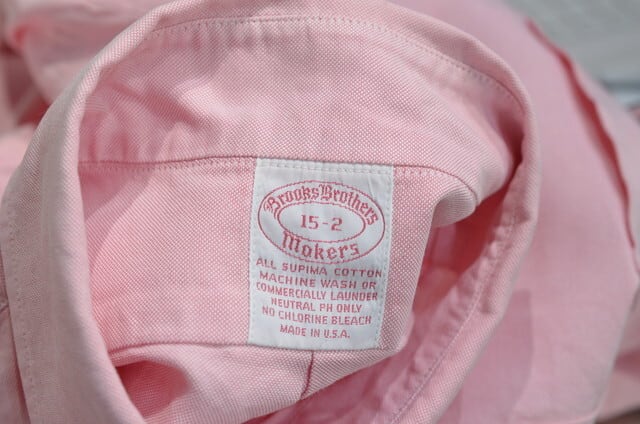 Brooks Brothers
15-2
Makers
ALL SUPIMA COTTON
MACHINE WASH OR
COMMERCIALLY LAUNDER
NEUTRAL PH ONLY
NO CHLORINE BLEACH
MADE IN U.S.A.